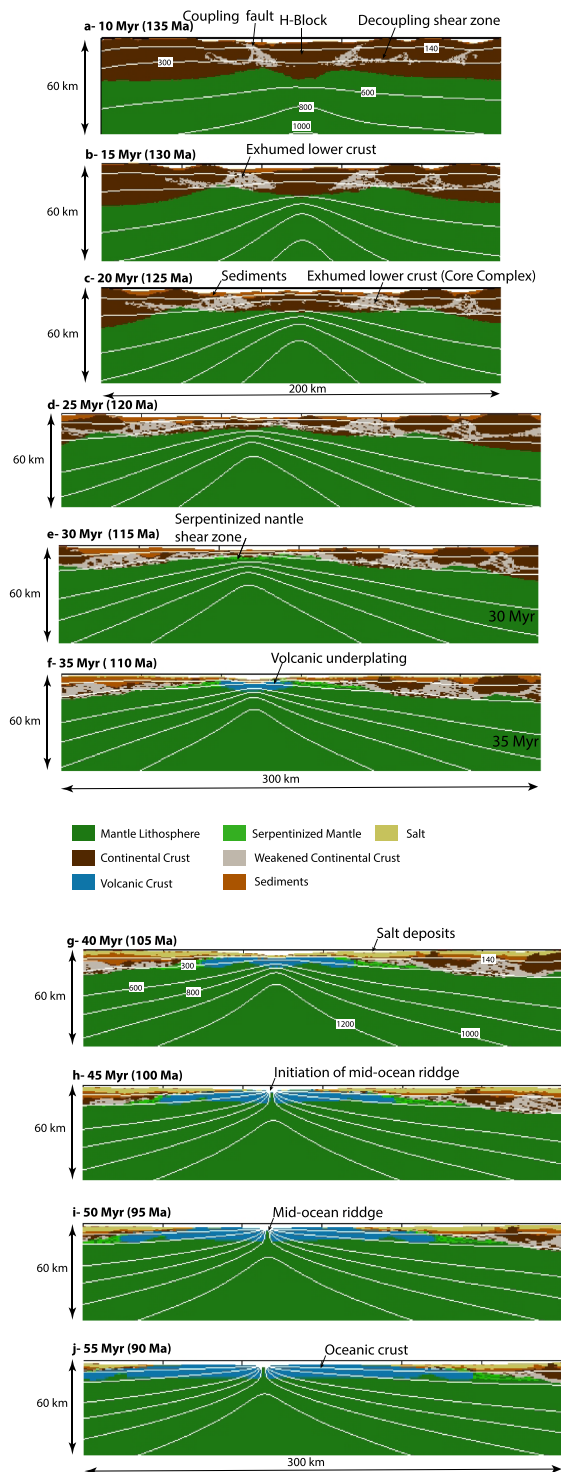 Coupling fault
H-Block
Decoupling shear zone
a- 10 Myr (135 Ma)
300
140
600
800
1000
60 km
b- 15 Myr (130 Ma)
Exhumed lower crust
60 km
c- 20 Myr (125 Ma)
Sediments
Exhumed lower crust (Core Complex)
60 km
200 km
d- 25 Myr (120 Ma)
60 km
Serpentinized nantle
shear zone
e- 30 Myr (115 Ma)
60 km
30 Myr
f- 35 Myr ( 110 Ma)
Volcanic underplating
60 km
35 Myr
300 km
Mantle Lithosphere
Serpentinized Mantle
Salt
Continental Crust
Weakened Continental Crust
Volcanic Crust
Sediments
g- 40 Myr (105 Ma)
Salt deposits
300
140
600
800
1200
1000
60 km
h- 45 Myr (100 Ma)
Initiation of mid-ocean riddge
60 km
i- 50 Myr (95 Ma)
Mid-ocean riddge
60 km
j- 55 Myr (90 Ma)
Oceanic crust
60 km
300 km